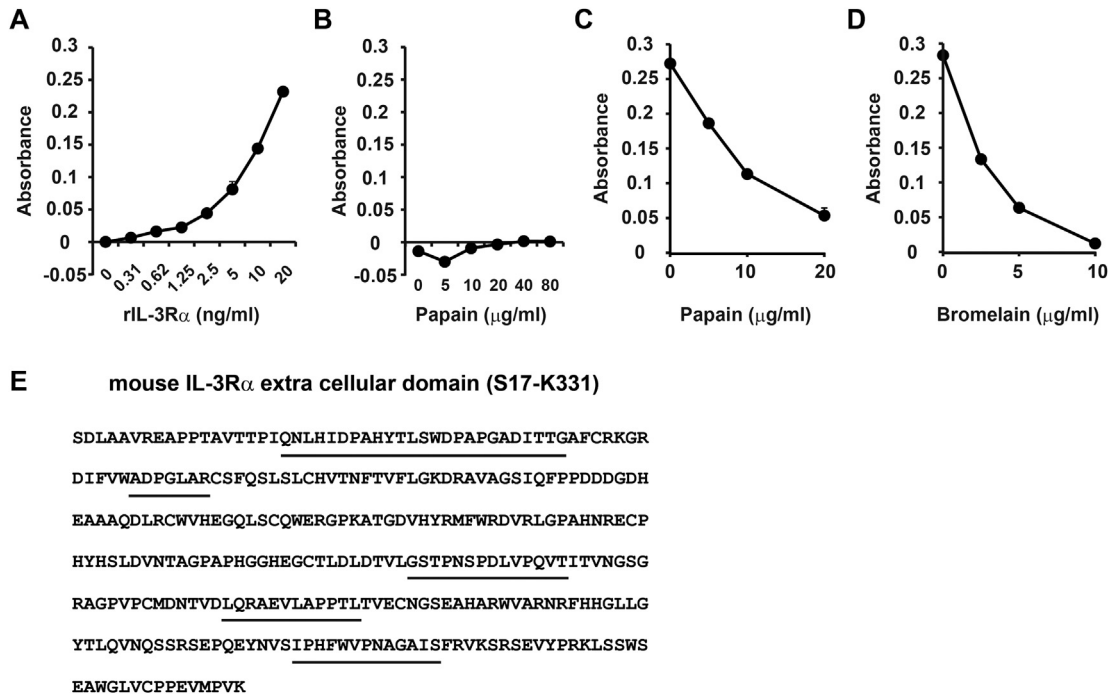 A B C D
0.3
0.25
0.2
0.15
0.1
0.05
0
-0.05
Absorbance
0 0.31 0.62 1.25 2.5 5 10 20
rIL-3Rα (ng/ml)
0.3
0.25
0.2
0.15
0.1
0.05
0
-0.05
Absorbance
0 5 10 20 40 80
Papain (μg/ml)
0.3
0.25
0.2
0.15
0.1
0.05
0
Absorbance
0 10 20
Papain (μg/ml)
0.3
0.25
0.2
0.15
0.1
0.05
0
Absorbance
0 5 10
Bromelain (μg/ml)
E mouse IL-3Rα extra cellular domain (S17-K331)
SDLAAVREAPPTAVTTPIQNLHIDPAHYTLSWDPAPGADITTGAFCRKGR
DIFVWADPGLARCSFQSLSLCHVTNFTVFLGKDRAVAGSIQFPPDDDGDH
EAAAQDLRCWVHEGQLSCQWERGPKATGDVHYRMFWRDVRLGPAHNRECP
HYHSLDVNTAGPAPHGGHEGCTLDLDTVLGSTPNSPDLVPQVTITVNGSG
RAGPVPCMDNTVDLQRAEVLAPPTLTVECNGSEAHARWVARNRFHHGLLG
YTLQVNQSSRSEPQEYNVSIPHFWVPNAGAISFRVKSRSEVYPRKLSSWS
EAWGLVCPPEVMPVK